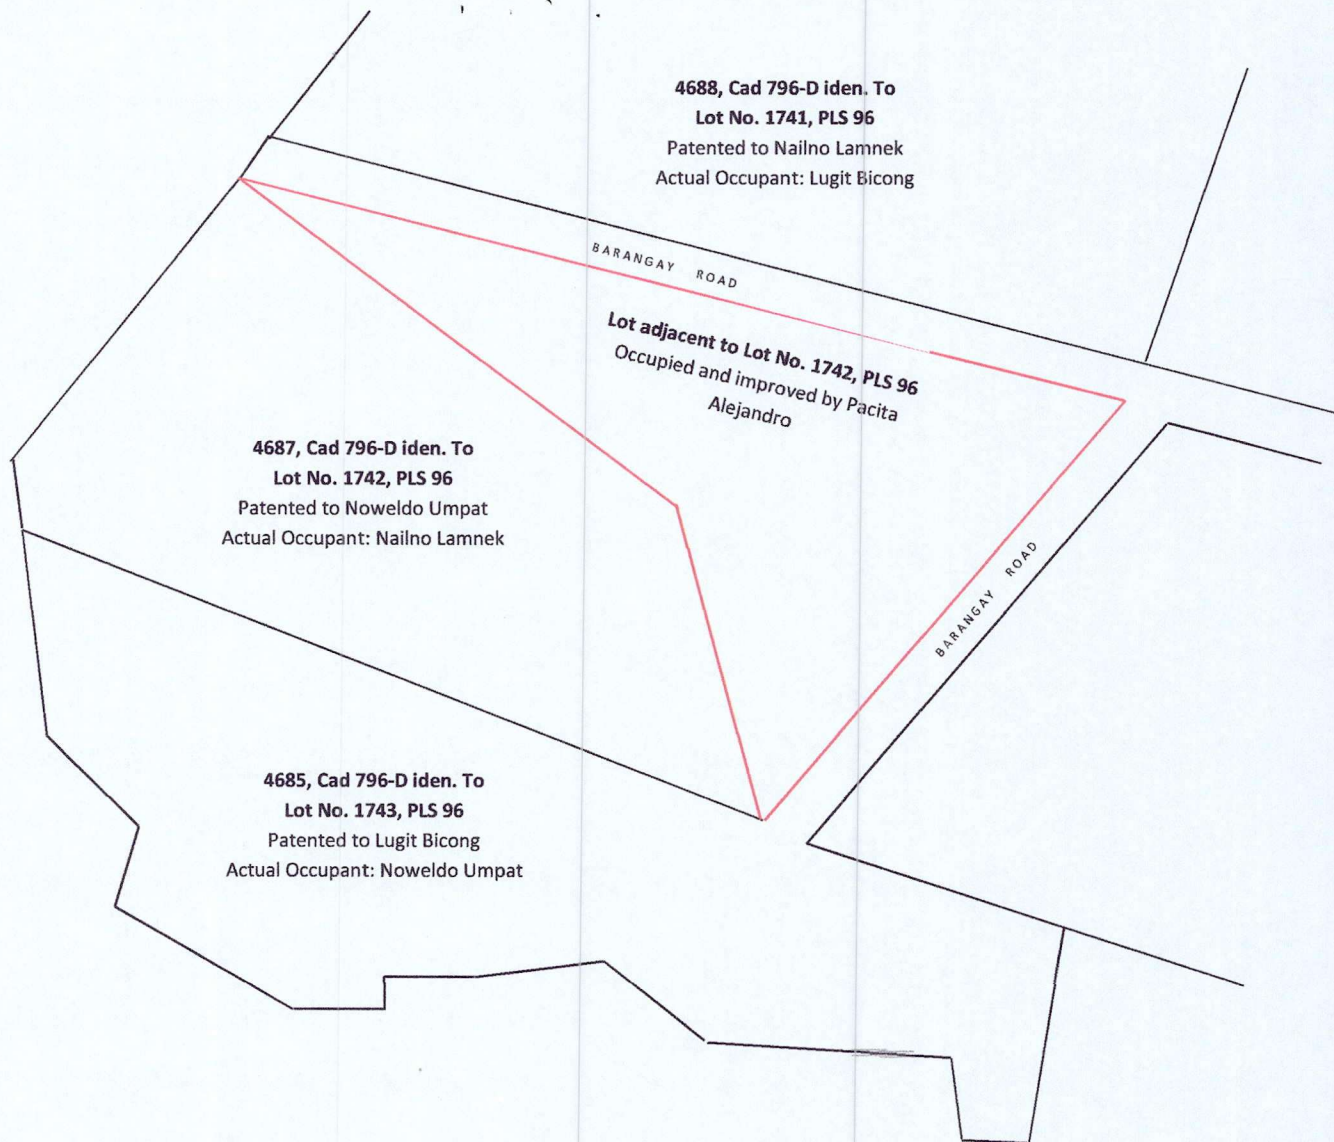 4688, Cad 796-D iden. To
Lot No. 1741, PLS 96
Patented to Nailno Lamnek
Actual Occupant: Lugit Bicong
BARANGAY ROAD
Lot adjacent to Lot No. 1742, PLS 96
Occupied and improved by Pacita
Alejandro
4687, Cad 796-D iden. To
Lot No. 1742, PLS 96
Patented to Noweldo Umpat
Actual Occupant: Nailno Lamnek
BARANGAY ROAD
4685, Cad 796-D iden. To
Lot No. 1743, PLS 96
Patented to Lugit Bicong
Actual Occupant: Noweldo Umpat